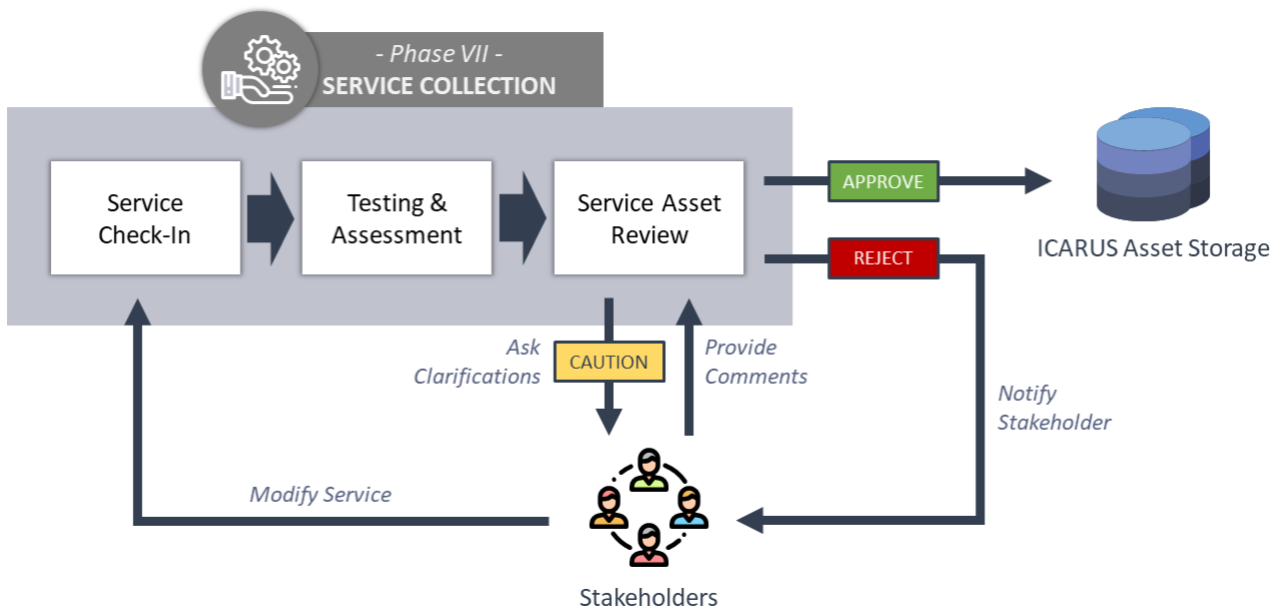 - Phase VII -
SERVICE COLLECTION
Service
Check-In
Testing &
Assessment
Service Asset
Review
APPROVE
REJECT
ICARUS Asset Storage
Ask
Clarifications
CAUTION
Provide
Comments
Notify
Stakeholder
Modify Service
Stakeholders